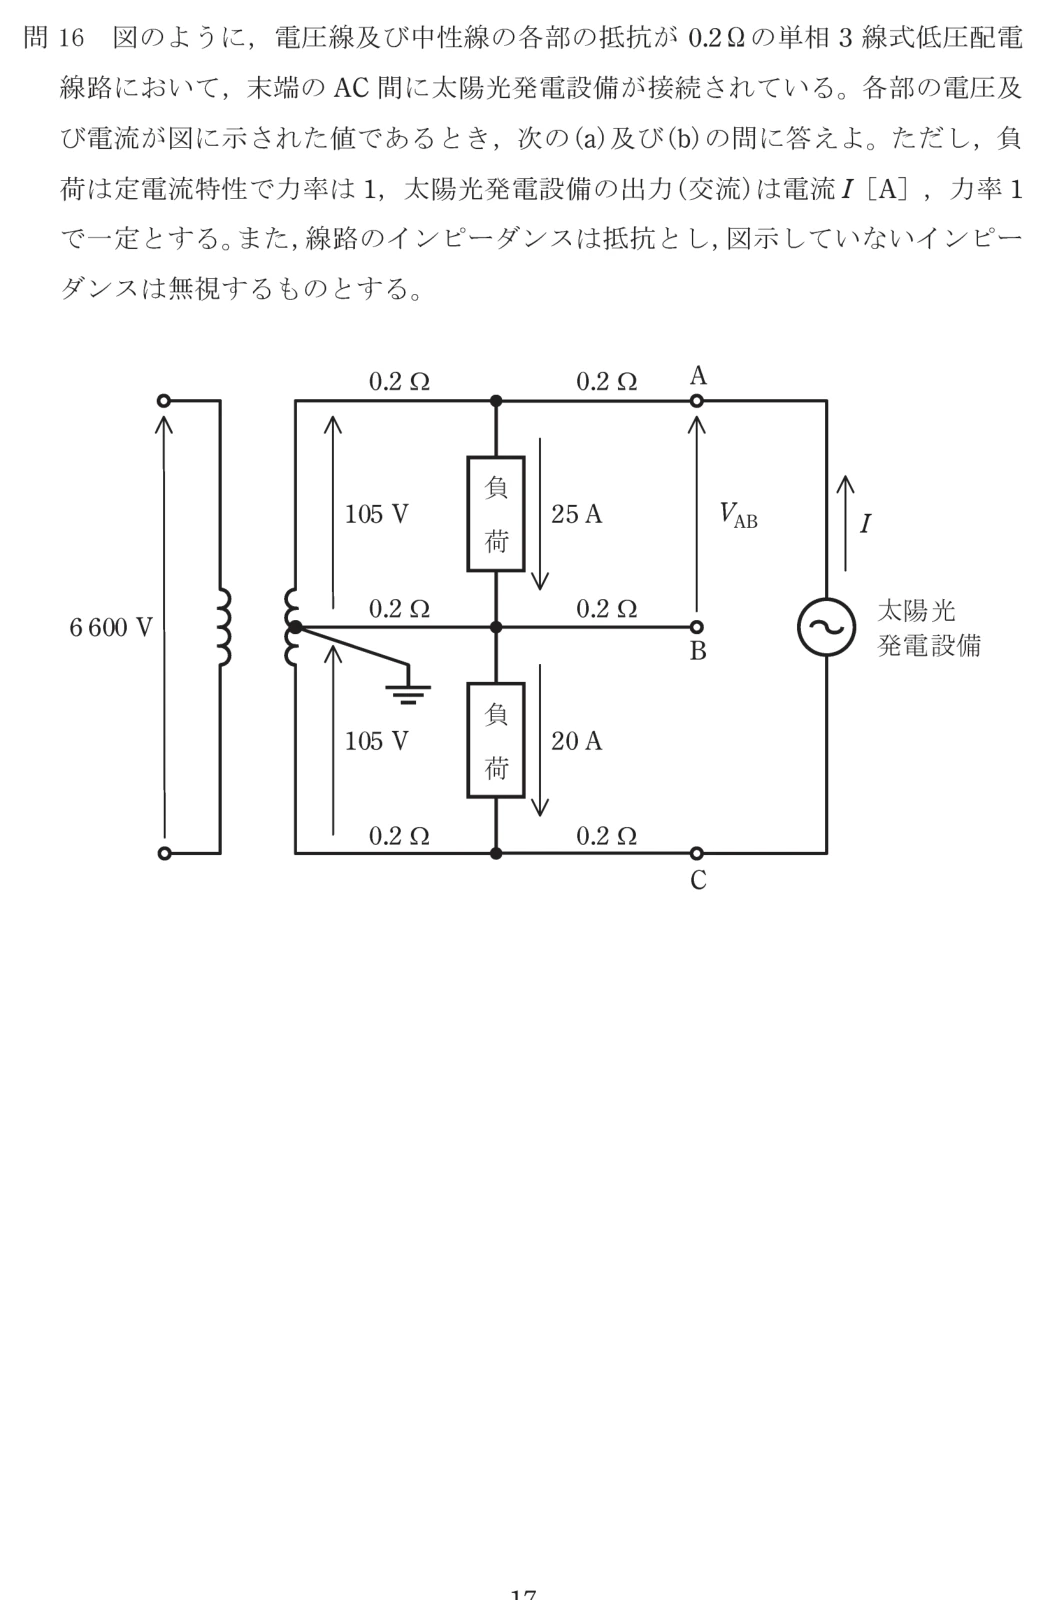 問 16　図のように，電圧線及び中性線の各部の抵抗が 0.2 Ω の単相 3 線式低圧配電
線路において，末端の AC 間に太陽光発電設備が接続されている。各部の電圧及
び電流が図に示された値であるとき，次の(a)及び(b)の問に答えよ。ただし，負
荷は定電流特性で力率は 1，太陽光発電設備の出力(交流)は電流 I［A］，力率 1
で一定とする。また，線路のインピーダンスは抵抗とし，図示していないインピー
ダンスは無視するものとする。
0.2 Ω
0.2 Ω
A
負荷
105 V
25 A
V_AB
I
0.2 Ω
0.2 Ω
6 600 V
太陽光
発電設備
B
負荷
105 V
20 A
0.2 Ω
0.2 Ω
C
17